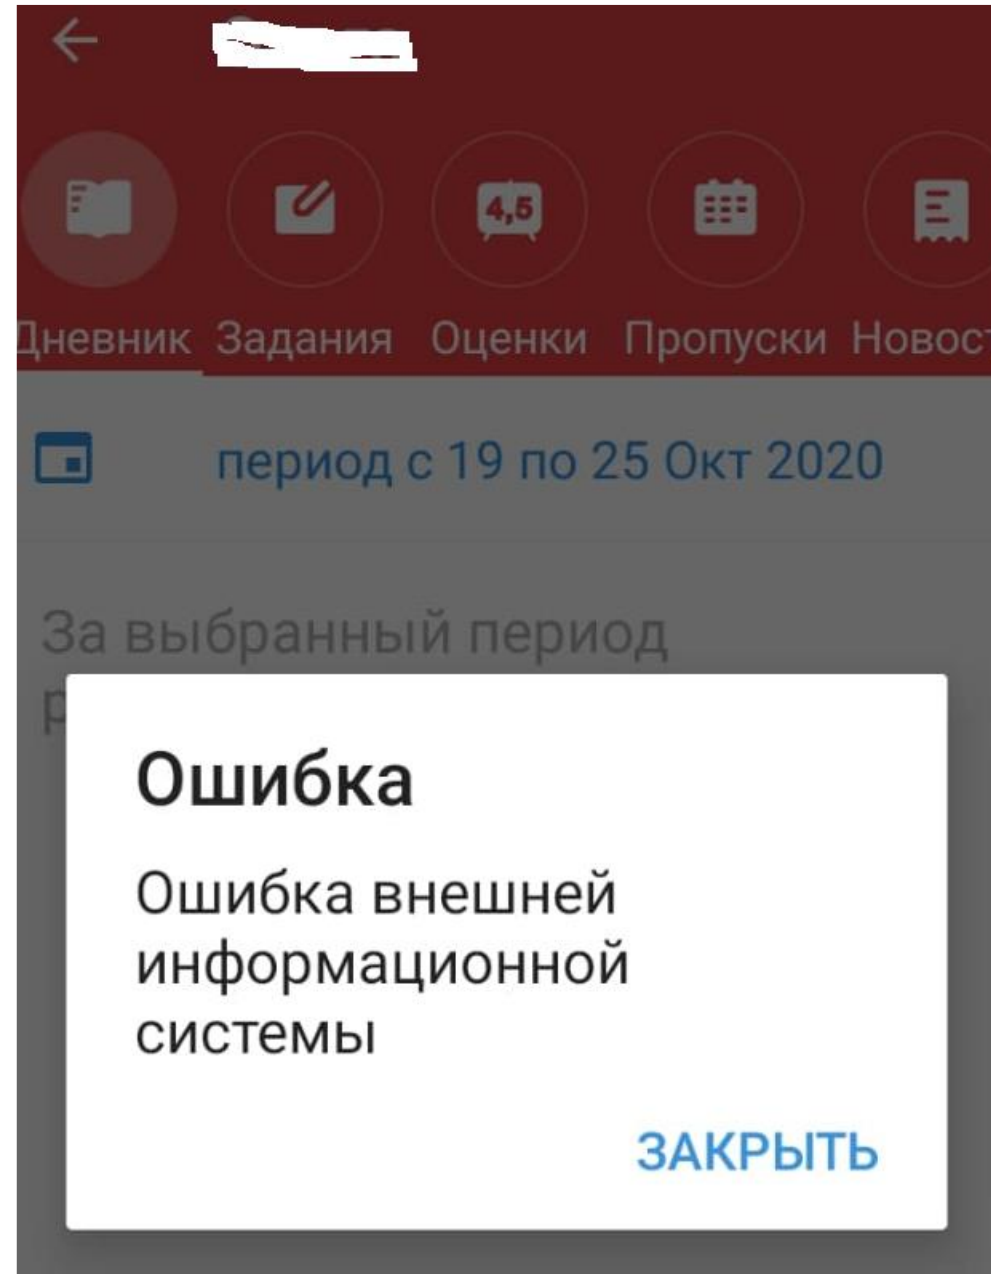 4,5
Дневник Задания Оценки Пропуски Новост
период с 19 по 25 Окт 2020
За выбранный период
Ошибка
Ошибка внешней
информационной
системы
ЗАКРЫТЬ